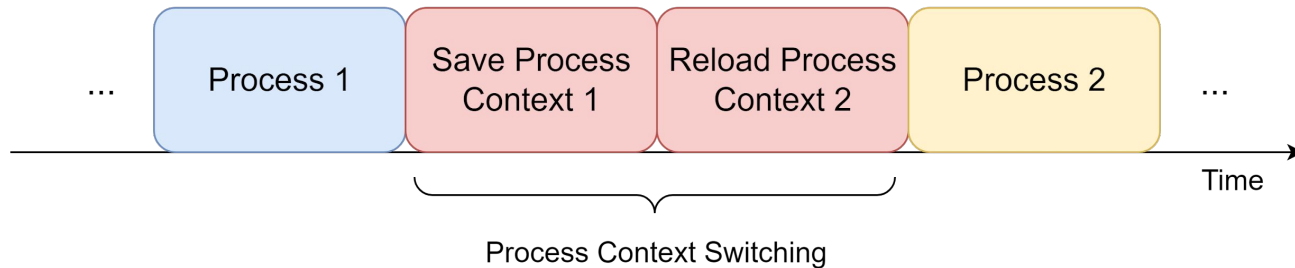 ...
Process 1
Save Process
Context 1
Reload Process
Context 2
Process 2
...
Time
Process Context Switching